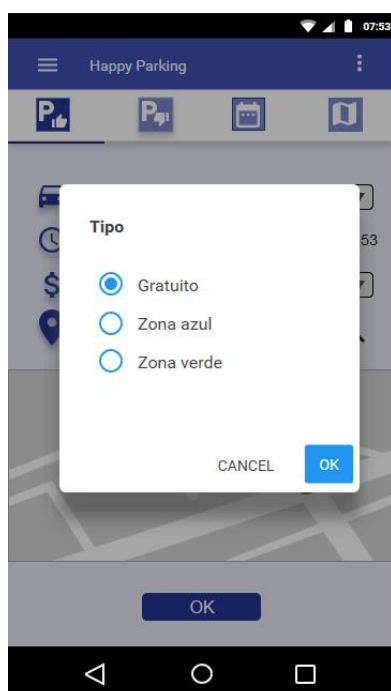 07:53
Happy Parking
P
P
53
Tipo
Gratuito
$
Zona azul
Zona verde
CANCEL
OK
OK